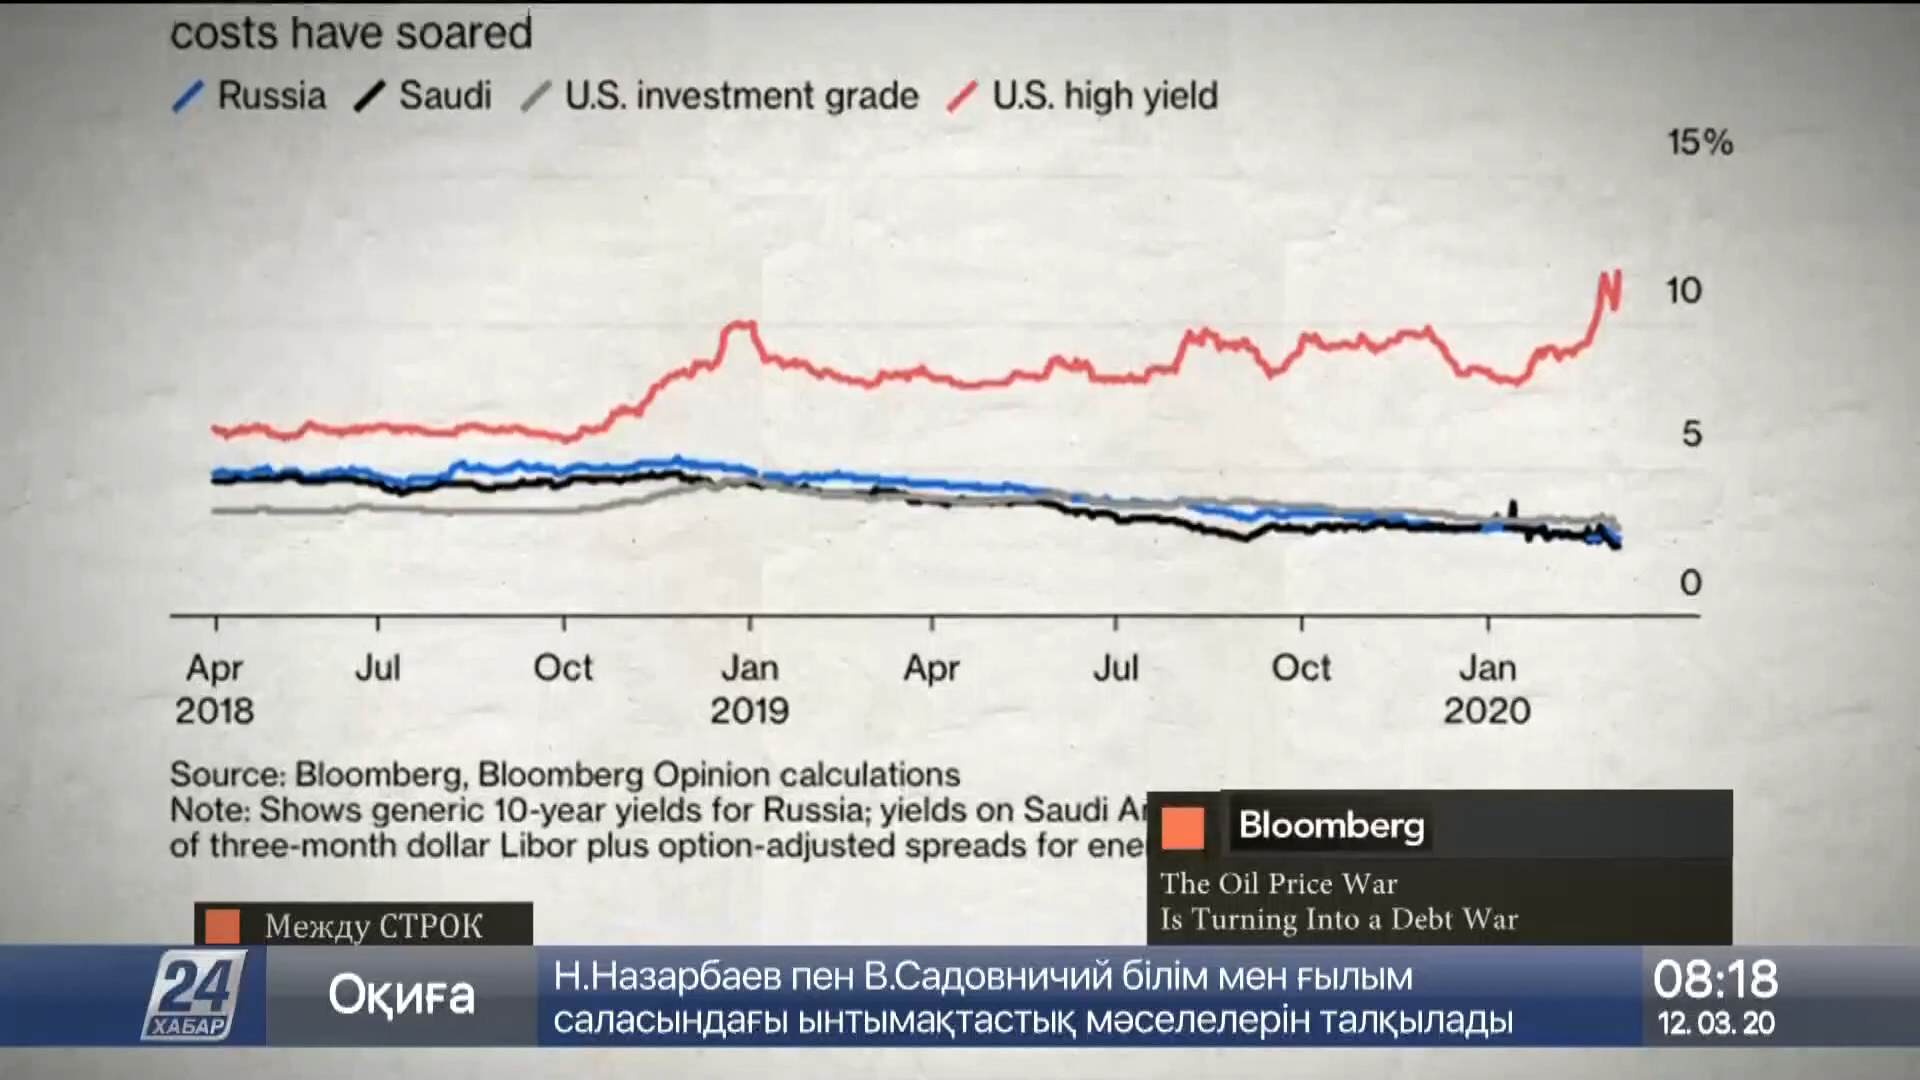 costs have soared
Russia Saudi U.S. investment grade U.S. high yield
15%
10
5
0
Apr Jul Oct Jan Apr Jul Oct Jan
2018 2019 2020
Source: Bloomberg, Bloomberg Opinion calculations
Note: Shows generic 10-year yields for Russia; yields on Saudi
of three-month dollar Libor plus option-adjusted spreads for
Bloomberg
The Oil Price War
Is Turning Into a Debt War
Между СТРОК
24
ХАБАР
Оқиға
Н.Назарбаев пен В.Садовничий білім мен ғылым
саласындағы ынтымақтастық мәселелерін талқылады
08:18
12. 03. 20